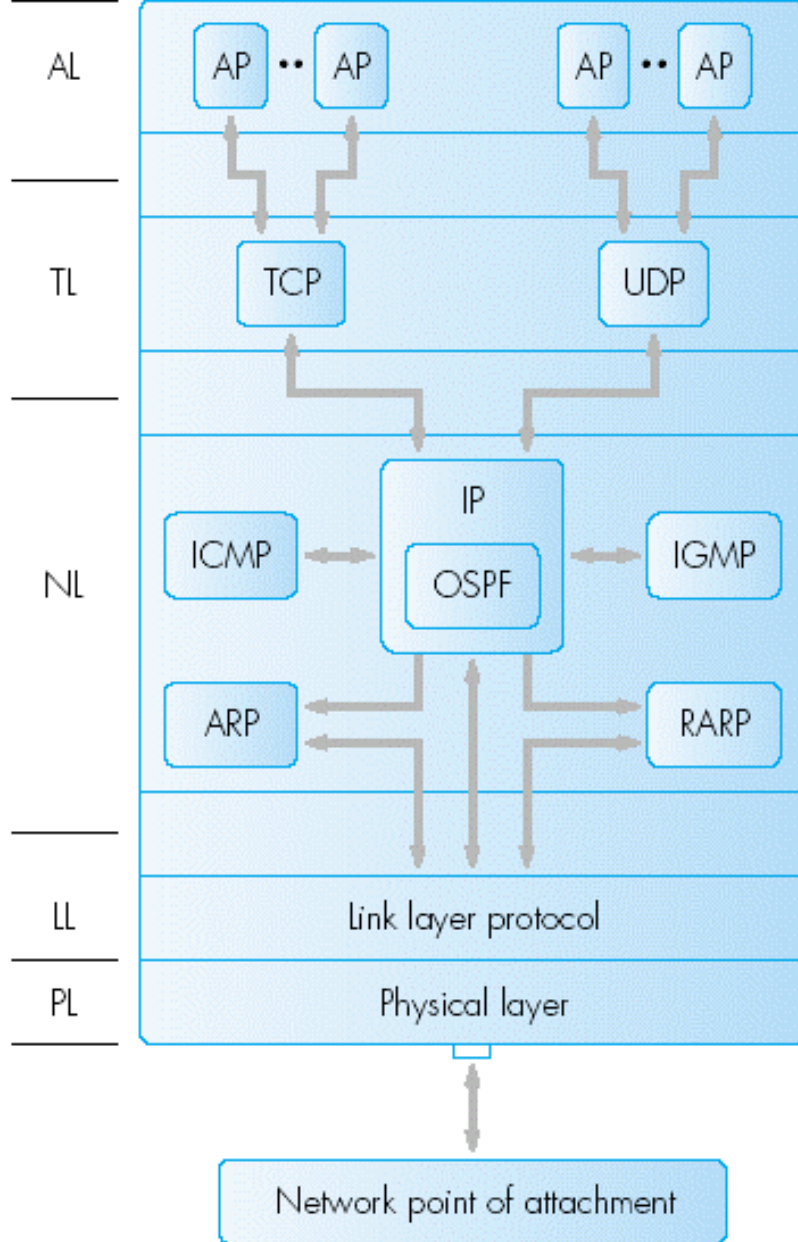 AL
AP •• AP
AP •• AP
TL
TCP
UDP
NL
IP
ICMP
OSPF
IGMP
ARP
RARP
LL
Link layer protocol
PL
Physical layer
Network point of attachment